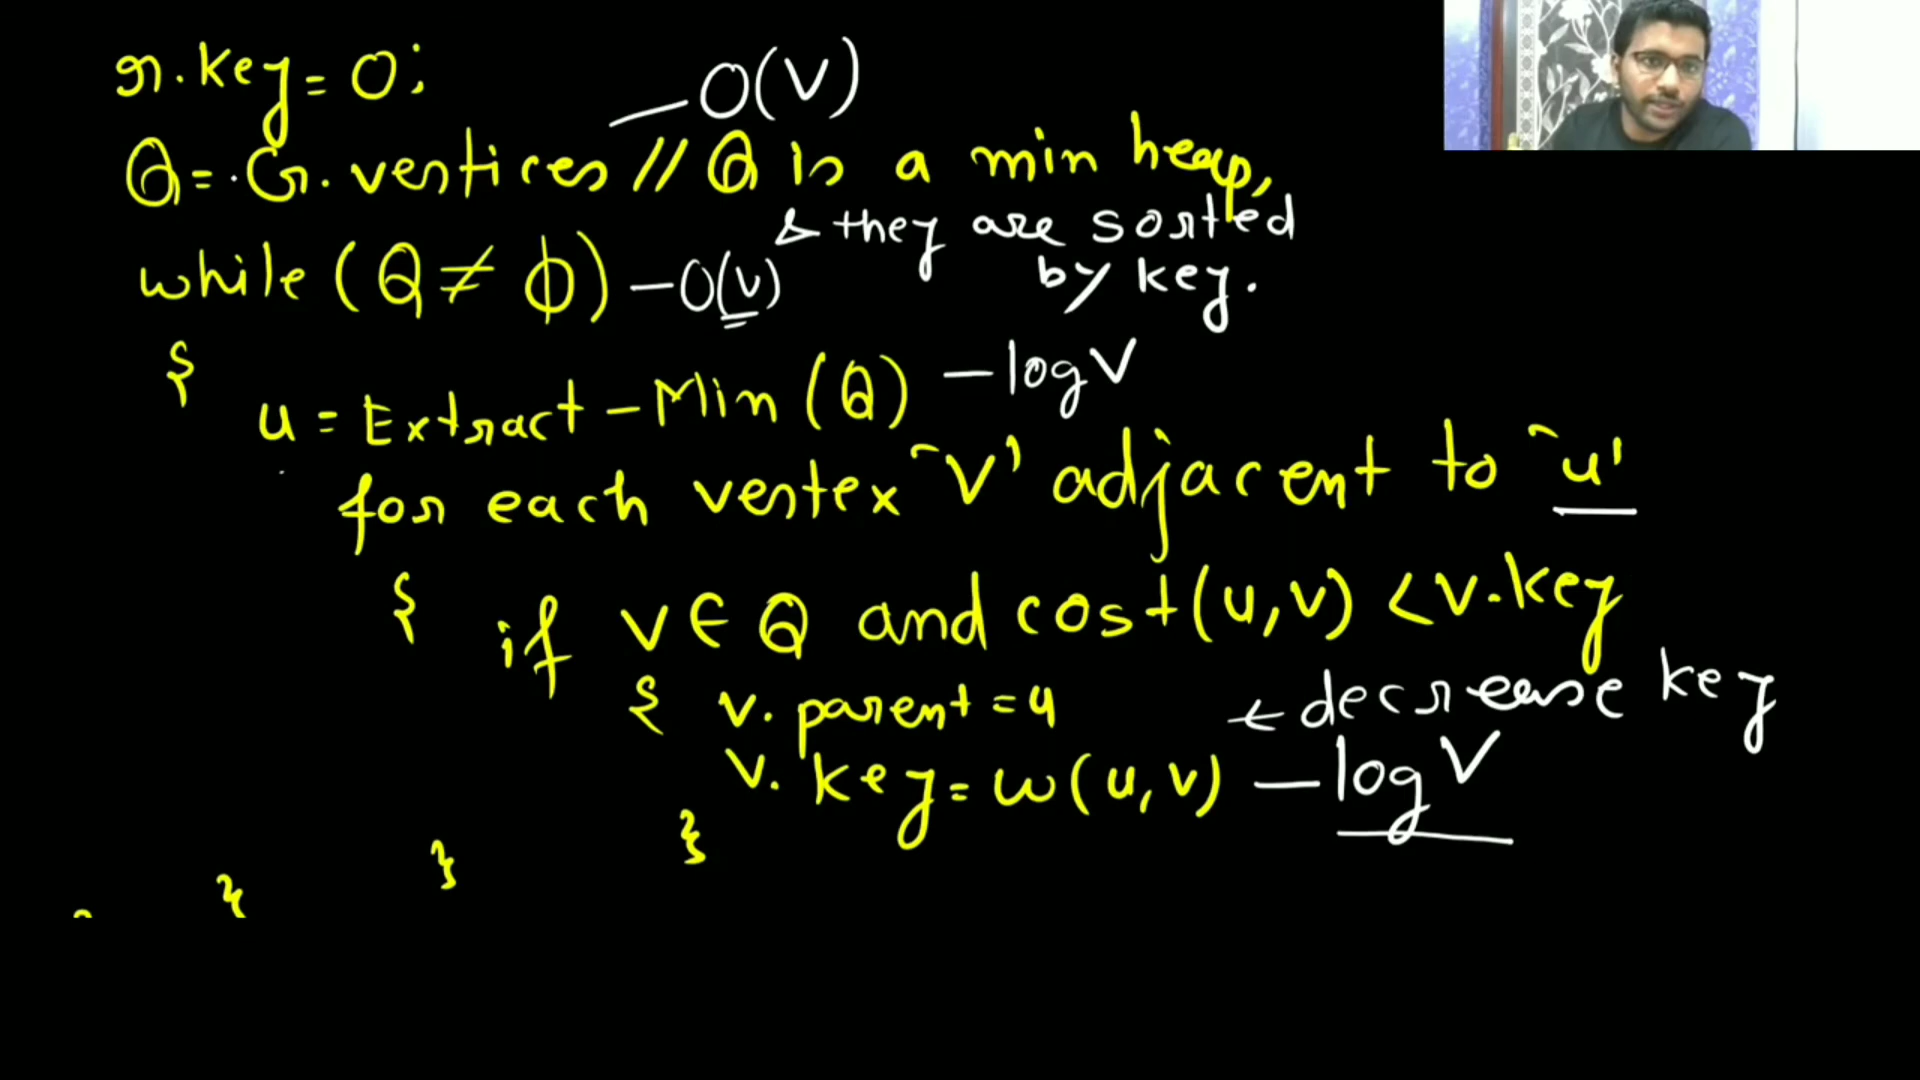 r.key = 0;
— O(V)
Q = G.vertices // Q is a min heap,
& they are sorted
by key.
while (Q ≠ ϕ) — O(V)
{
u = Extract-Min(Q) — log V
for each vertex 'V' adjacent to 'u'
{ if v ∈ Q and cost(u,v) < v.key
{ v.parent = u ← decrease key
v.key = w(u,v) — log V
}
}
}